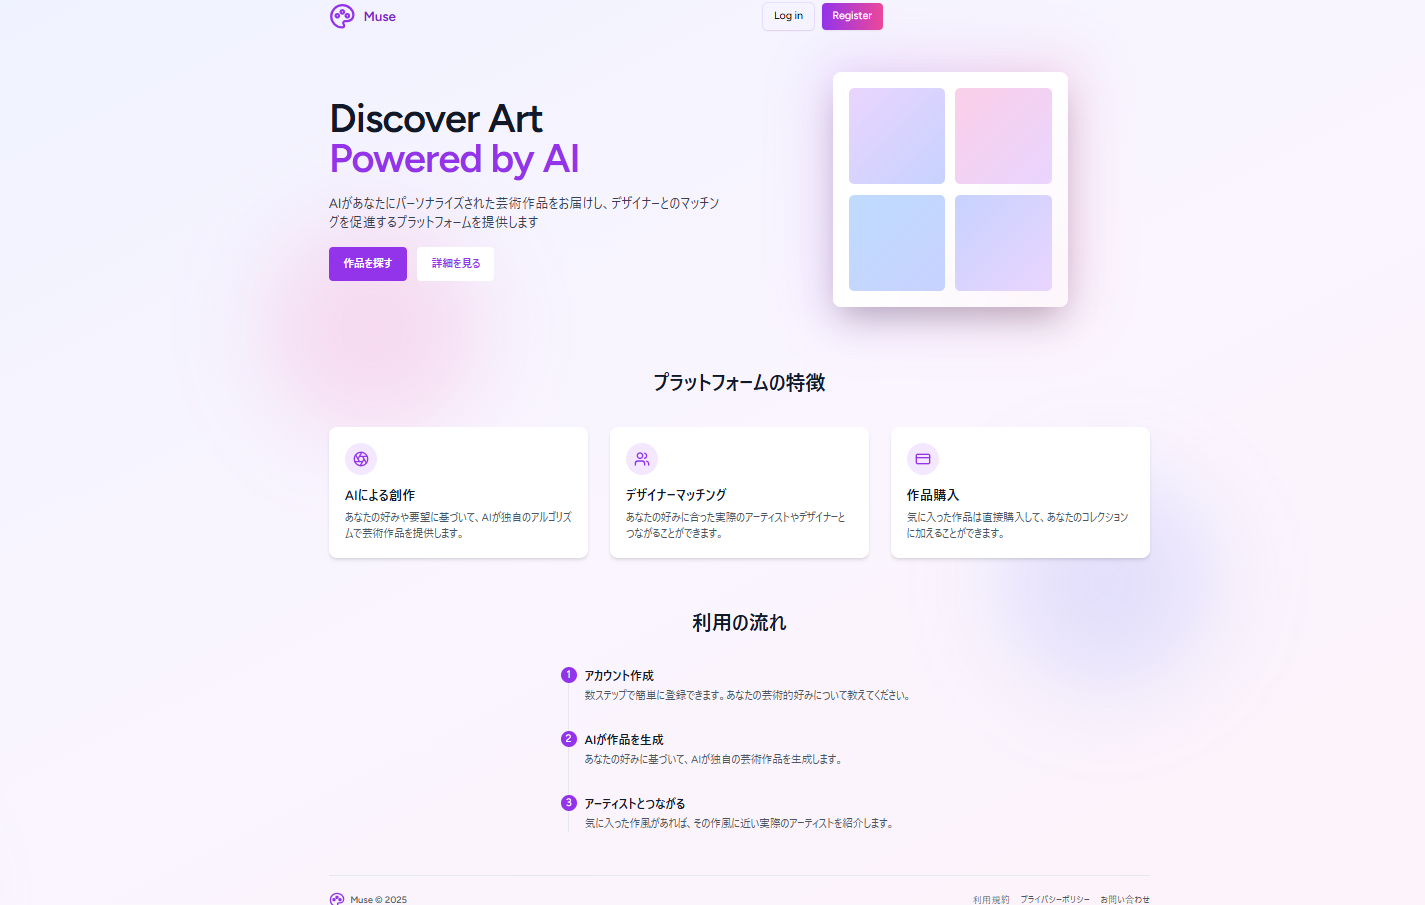 Muse
Log in
Register
Discover Art
Powered by AI
AIがあなたにパーソナライズされた芸術作品をお届けし、デザイナーとのマッチン
グを促進するプラットフォームを提供します
作品を探す
詳細を見る
プラットフォームの特徴
AIによる創作
あなたの好みや要望に基づいて、AIが独自のアルゴリズ
ムで芸術作品を提供します。
デザイナーマッチング
あなたの好みに合った実際のアーティストやデザイナーと
つながることができます。
作品購入
気に入った作品は直接購入して、あなたのコレクション
に加えることができます。
利用の流れ
1 アカウント作成
数ステップで簡単に登録できます。あなたの芸術的好みについて教えてください。
2 AIが作品を生成
あなたの好みに基づいて、AIが独自の芸術作品を生成します。
3 アーティストとつながる
気に入った作風があれば、その作風に近い実際のアーティストを紹介します。
Muse © 2025
利用規約 プライバシーポリシー お問い合わせ